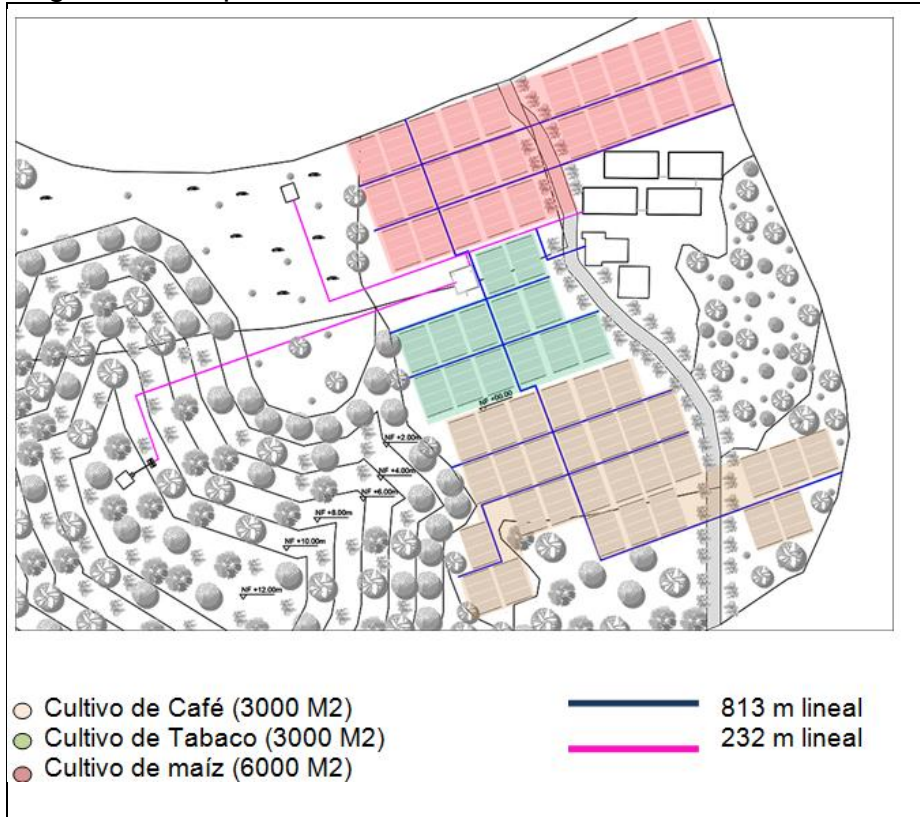 NF +00.00
NF +2.00m
NF +4.00m
NF +6.00m
NF +8.00m
NF +10.00m
NF +12.00m
Cultivo de Café (3000 M2)
Cultivo de Tabaco (3000 M2)
Cultivo de maíz (6000 M2)
813 m lineal
232 m lineal